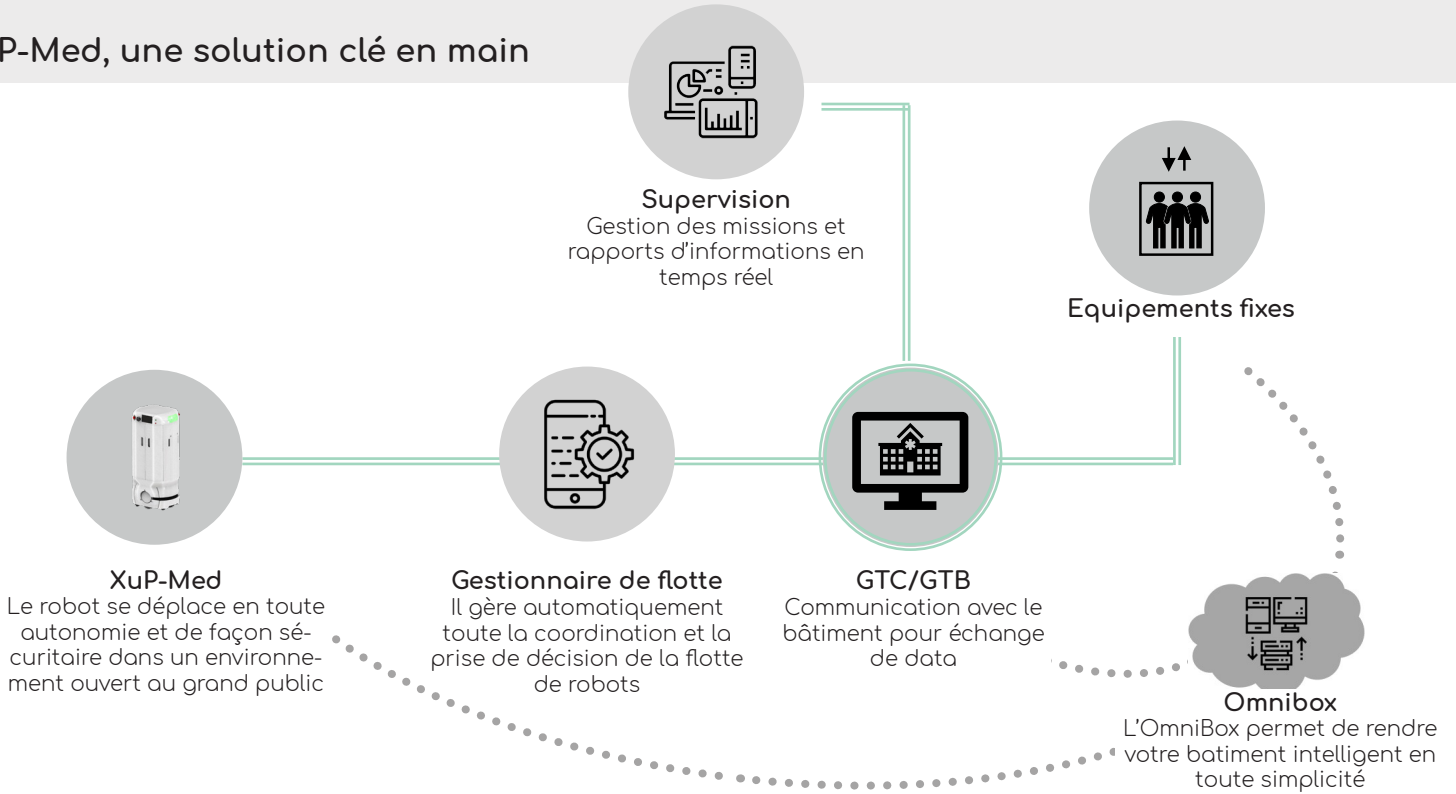 P-Med, une solution clé en main
Supervision
Gestion des missions et
rapports d'informations en
temps réel
Equipements fixes
XuP-Med
Le robot se déplace en toute
autonomie et de façon sé-
curitaire dans un environne-
ment ouvert au grand public
Gestionnaire de flotte
Il gère automatiquement
toute la coordination et la
prise de décision de la flotte
de robots
GTC/GTB
Communication avec le
bâtiment pour échange
de data
Omnibox
L'OmniBox permet de rendre
votre batiment intelligent en
toute simplicité